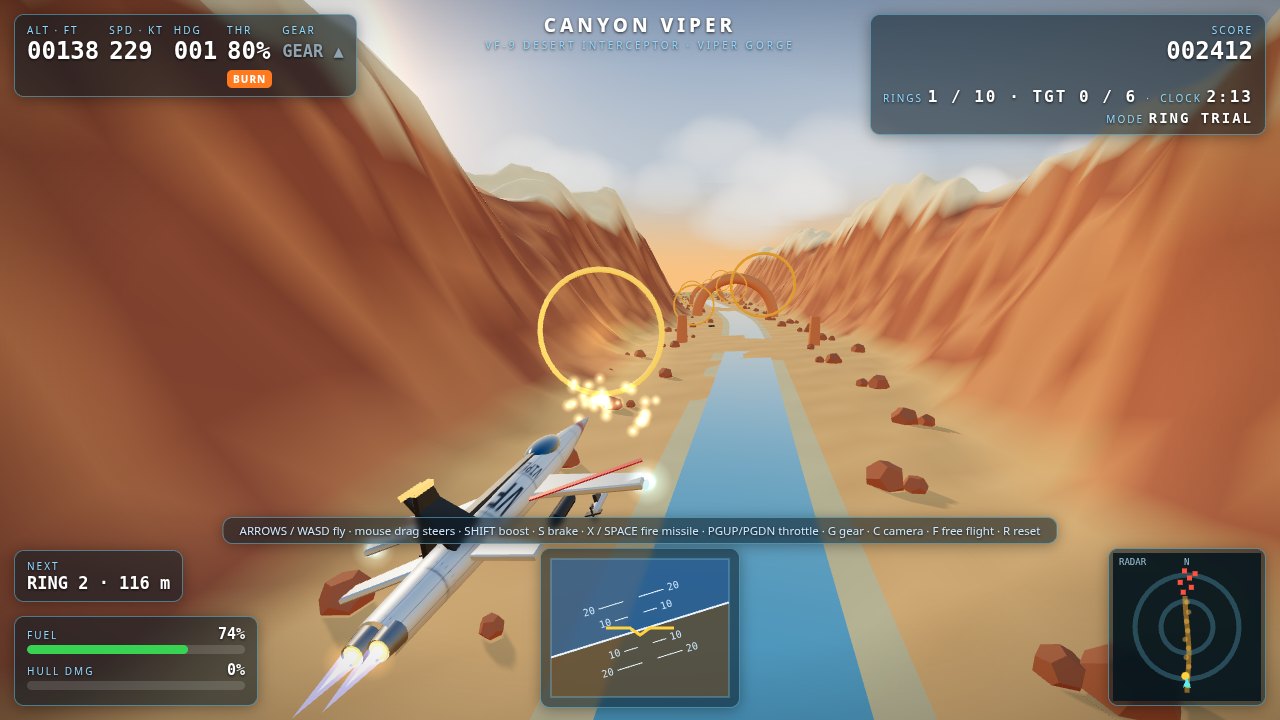 CANYON VIPER
VF-9 DESERT INTERCEPTOR · VIPER GORGE
ALT · FT SPD · KT HDG THR GEAR
00138 229 001 80% GEAR ▲
BURN
SCORE
002412
RINGS 1 / 10 · TGT 0 / 6 · CLOCK 2:13
MODE RING TRIAL
VF
ARROWS / WASD fly · mouse drag steers · SHIFT boost · S brake · X / SPACE fire missile · PGUP/PGDN throttle · G gear · C camera · F free flight · R reset
NEXT
RING 2 · 116 m
FUEL 74%
HULL DMG 0%
20 20
10 10
10 10
20 20
RADAR N